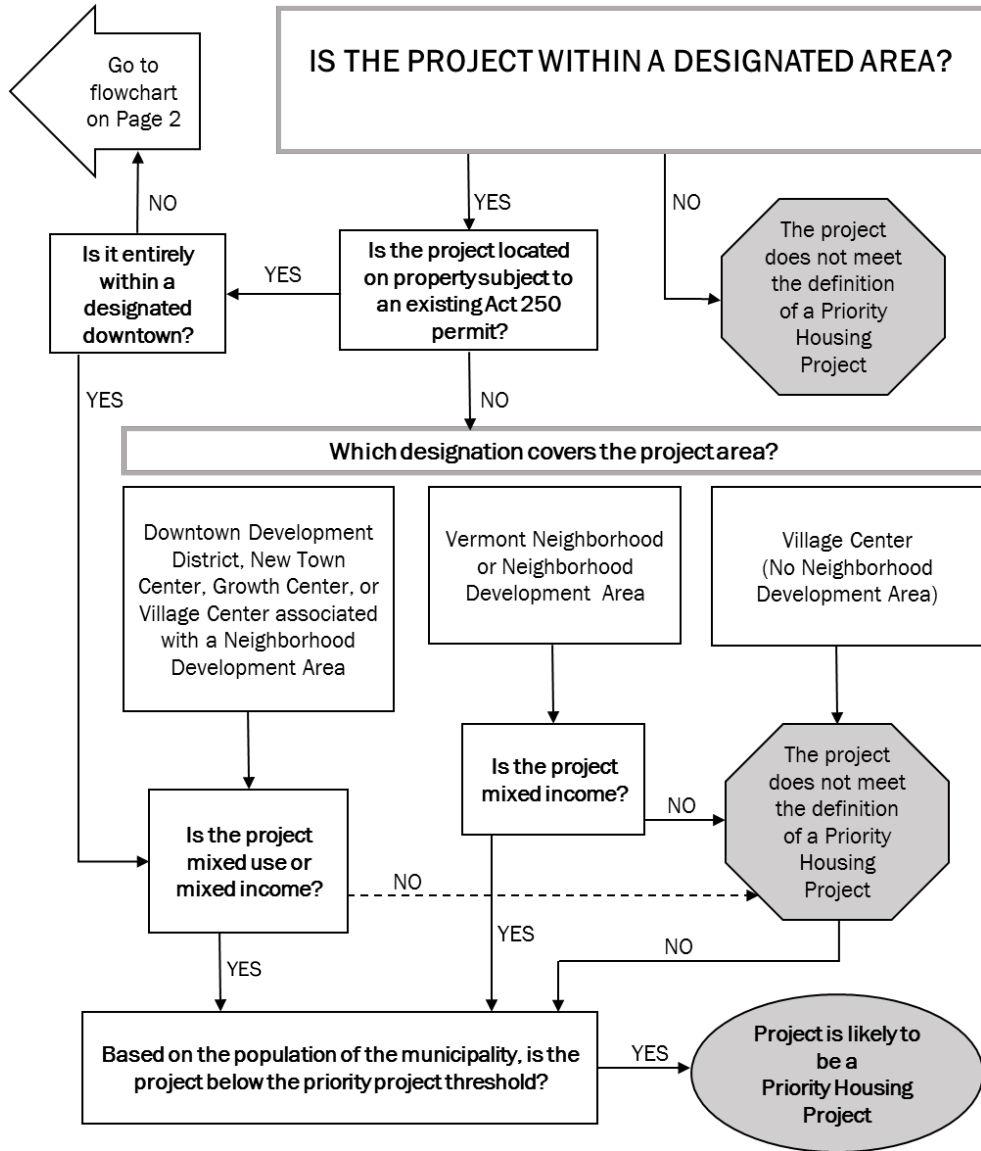 Go to
flowchart
on Page 2
IS THE PROJECT WITHIN A DESIGNATED AREA?
NO
YES
NO
Is it entirely
within a
designated
downtown?
YES
Is the project located
on property subject to
an existing Act 250
permit?
The project
does not meet
the definition
of a Priority
Housing
Project
YES
NO
Which designation covers the project area?
Downtown Development
District, New Town
Center, Growth Center, or
Village Center associated
with a Neighborhood
Development Area
Vermont Neighborhood
or Neighborhood
Development Area
Village Center
(No Neighborhood
Development Area)
Is the project
mixed use or
mixed income?
NO
Is the project
mixed income?
NO
The project
does not meet
the definition
of a Priority
Housing
Project
YES
YES
NO
Based on the population of the municipality, is the
project below the priority project threshold?
YES
Project is likely to
be a
Priority Housing
Project